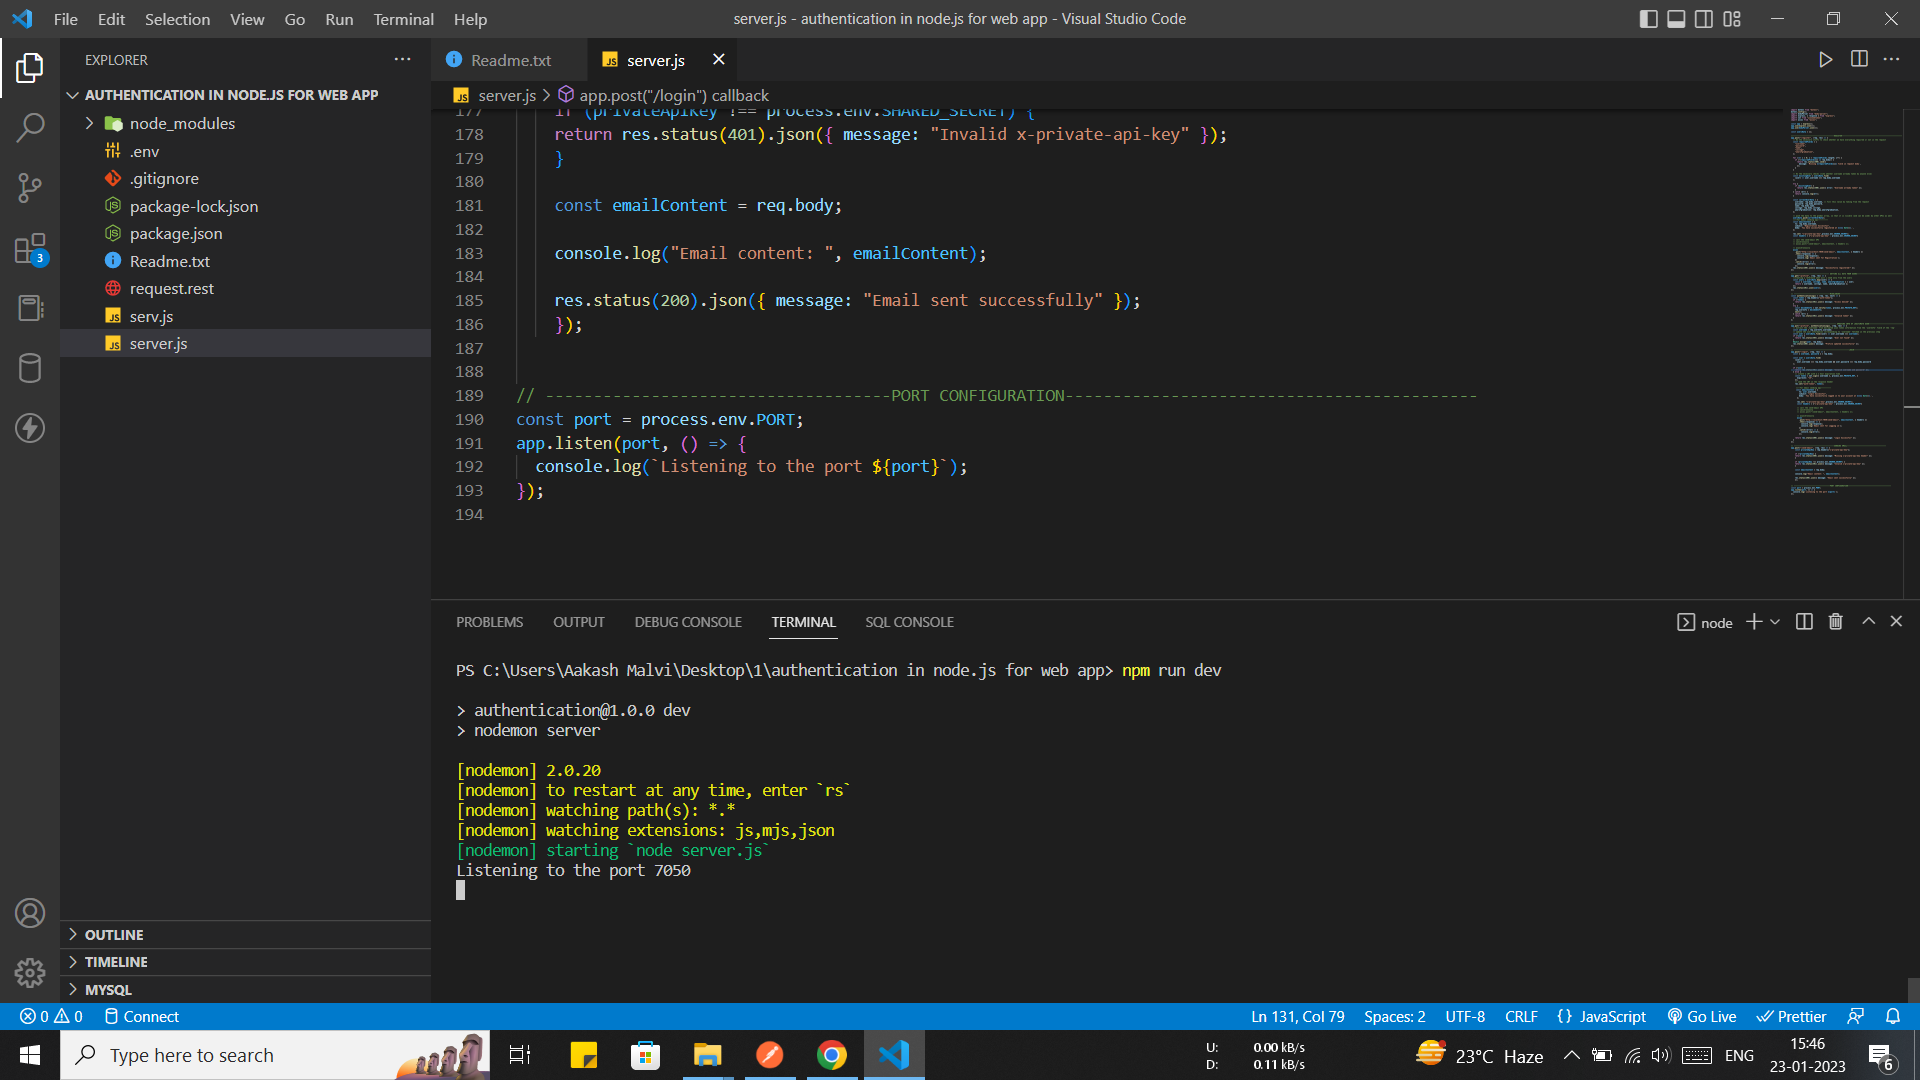 File Edit Selection View Go Run Terminal Help
server.js - authentication in node.js for web app - Visual Studio Code
EXPLORER
AUTHENTICATION IN NODE.JS FOR WEB APP
node_modules
.env
.gitignore
package-lock.json
package.json
Readme.txt
request.rest
serv.js
server.js
OUTLINE
TIMELINE
MYSQL
3
Readme.txt
server.js
server.js > app.post("/login") callback
177 if (privateApiKey !== process.env.SHARED_SECRET) {
178 return res.status(401).json({ message: "Invalid x-private-api-key" });
179 }
180
181 const emailContent = req.body;
182
183 console.log("Email content: ", emailContent);
184
185 res.status(200).json({ message: "Email sent successfully" });
186 });
187
188
189 // ------------------------------------PORT CONFIGURATION-------------------------------------------
190 const port = process.env.PORT;
191 app.listen(port, () => {
192 console.log(`Listening to the port ${port}`);
193 });
194
PROBLEMS OUTPUT DEBUG CONSOLE TERMINAL SQL CONSOLE
node
PS C:\Users\Aakash Malvi\Desktop\1\authentication in node.js for web app> npm run dev
> authentication@1.0.0 dev
> nodemon server
[nodemon] 2.0.20
[nodemon] to restart at any time, enter `rs`
[nodemon] watching path(s): *.*
[nodemon] watching extensions: js,mjs,json
[nodemon] starting `node server.js`
Listening to the port 7050
0 0 Connect
Ln 131, Col 79 Spaces: 2 UTF-8 CRLF {} JavaScript Go Live Prettier
Type here to search
U: 0.00 kB/s
D: 0.11 kB/s
23°C Haze
ENG
15:46
23-01-2023
6